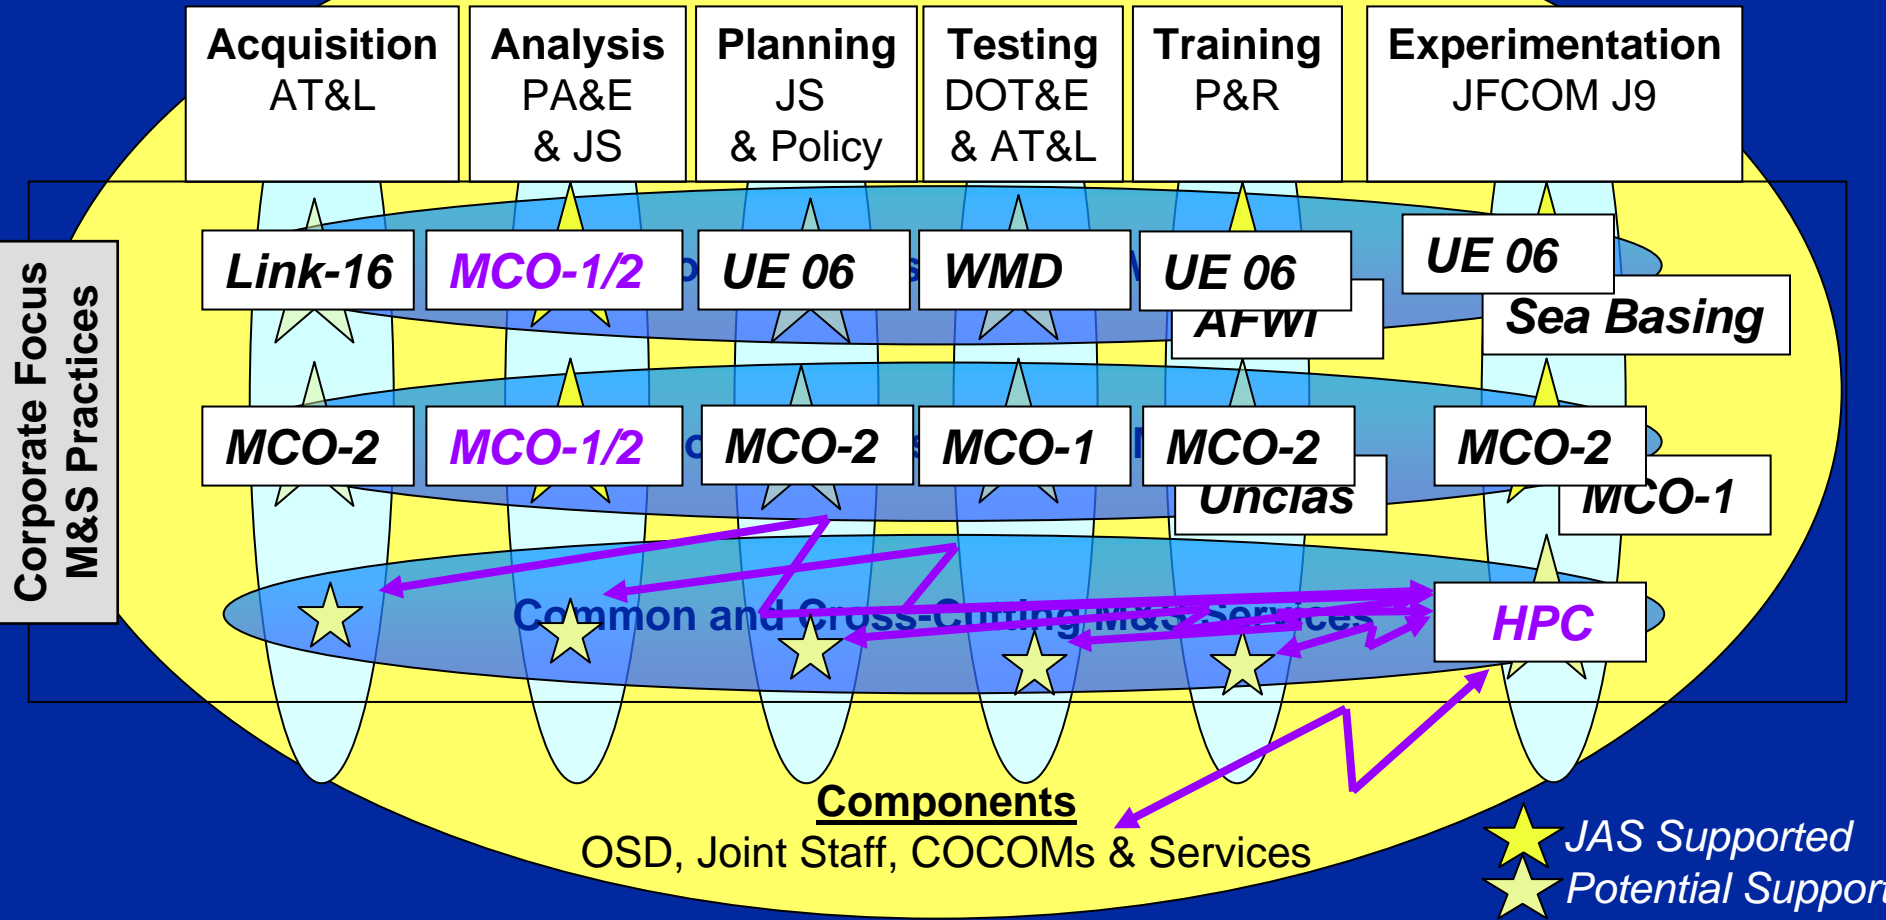 Acquisition
AT&L
Analysis
PA&E
& JS
Planning
JS
& Policy
Testing
DOT&E
& AT&L
Training
P&R
Experimentation
JFCOM J9
Corporate Focus
M&S Practices
Link-16
MCO-1/2
UE 06
WMD
UE 06
AFWI
UE 06
Sea Basing
MCO-2
MCO-1/2
MCO-2
MCO-1
MCO-2
Unclas
MCO-2
MCO-1
Common and Cross-Cutting M&S Services
HPC
Components
OSD, Joint Staff, COCOMs & Services
JAS Supported
Potential Support